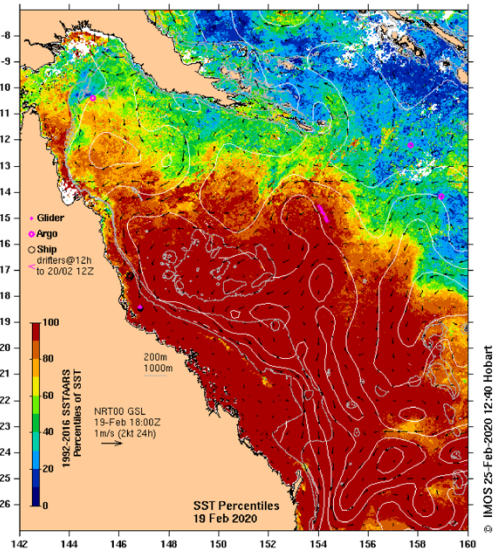 -8
-9
10
11
12
13
14
15
16
17
18
19
20
21
22
23
24
25
26
Glider
Argo
Ship
drifters@12h
to 20/02 12Z
100
80
60
40
20
0
1992-2016 SSTAARS
Percentiles of SST
200m
1000m
NRT00 GSL
19-Feb 18:00Z
1m/s (2kt 24h)
SST Percentiles
19 Feb 2020
142 144 146 148 150 152 154 156 158 160
© IMOS 25-Feb-2020 12:40 Hobart